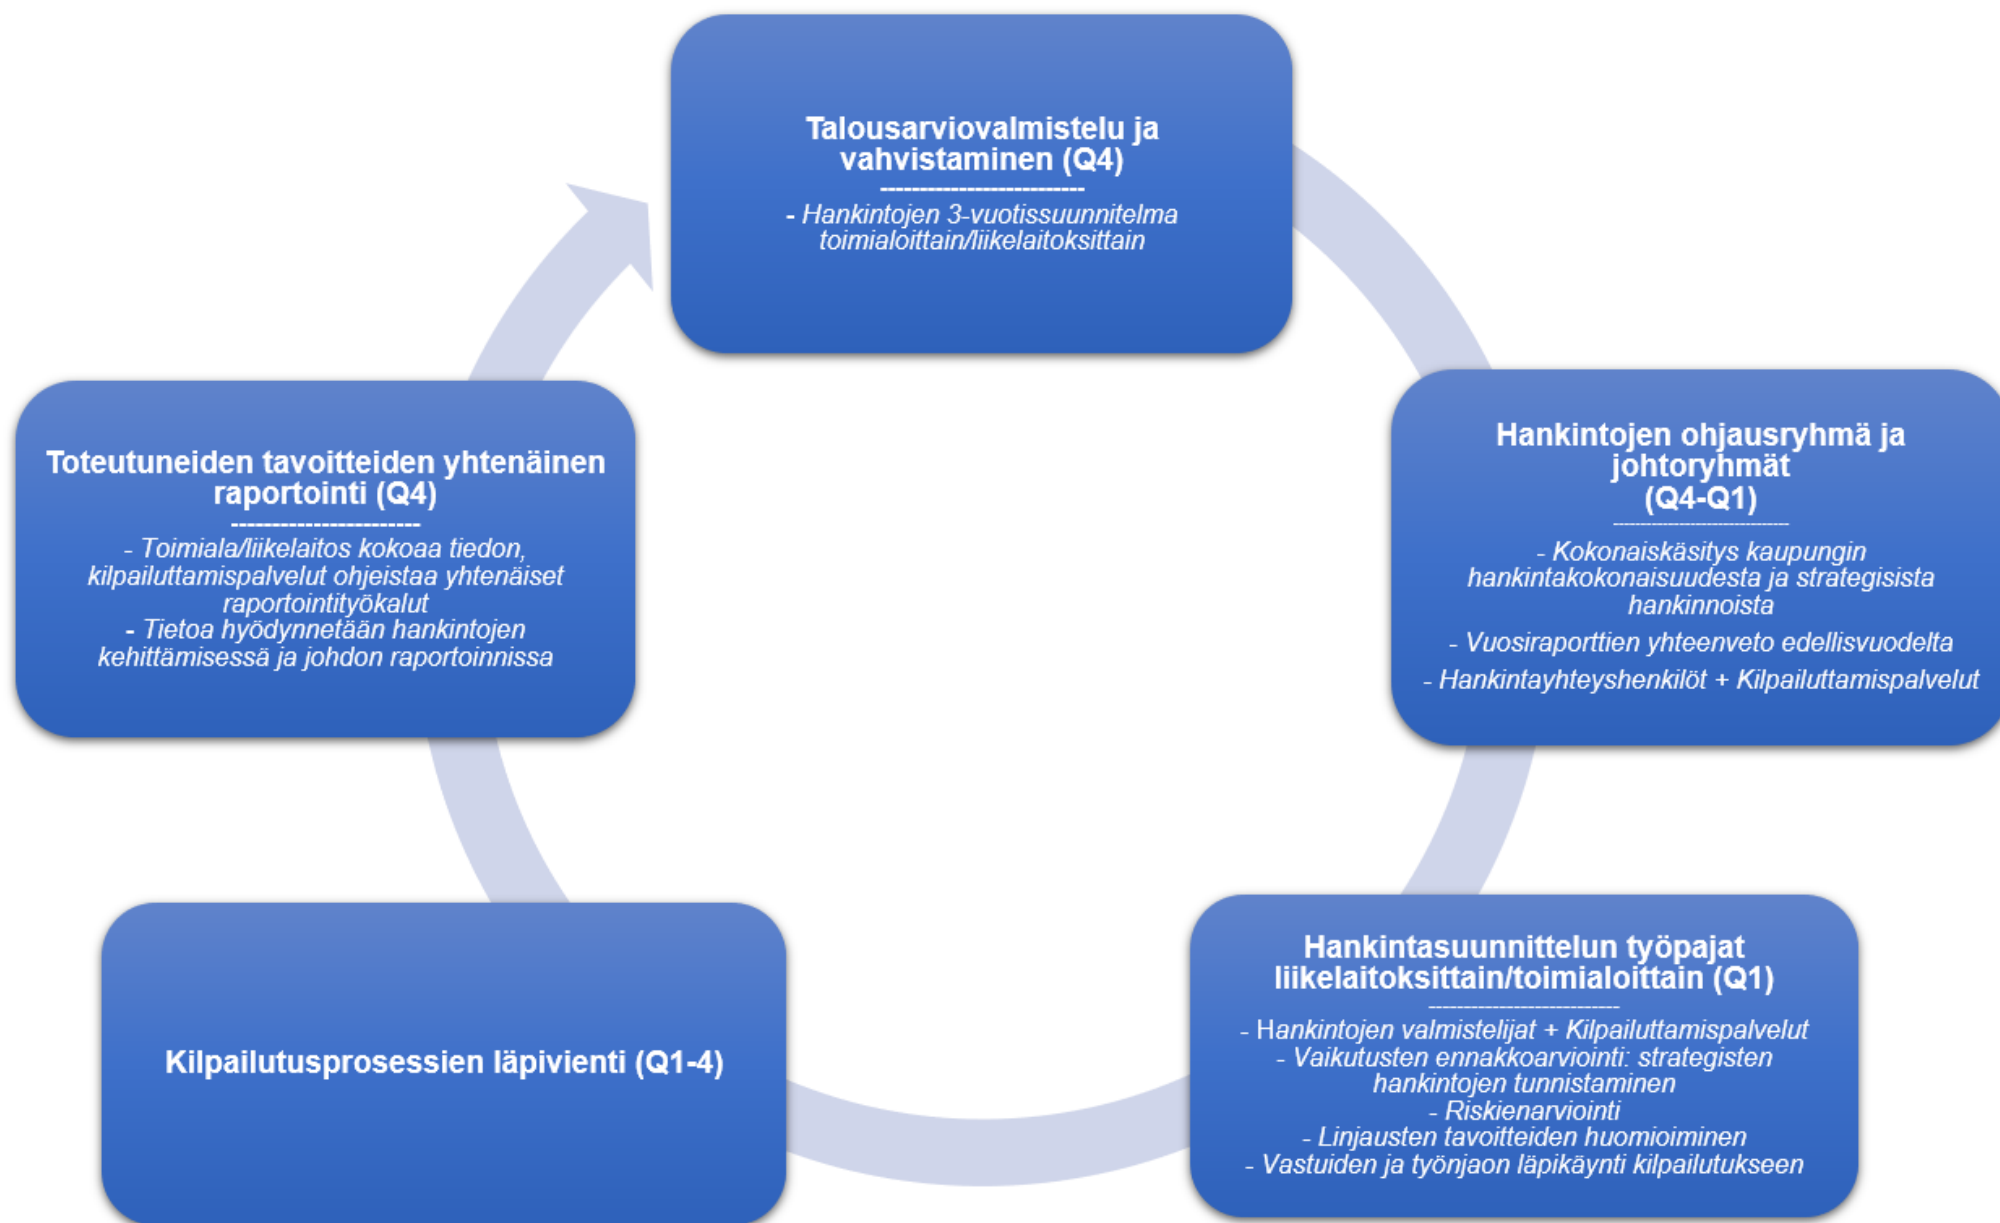 Talousarviovalmistelu ja
vahvistaminen (Q4)
--------------------------
- Hankintojen 3-vuotissuunnitelma
toimialoittain/liikelaitoksittain
Hankintojen ohjausryhmä ja
johtoryhmät
(Q4-Q1)
--------------------------------
- Kokonaiskäsitys kaupungin
hankintakokonaisuudesta ja strategisista
hankinnoista
- Vuosiraporttien yhteenveto edellisvuodelta
- Hankintayhteyshenkilöt + Kilpailuttamispalvelut
Hankintasuunnittelun työpajat
liikelaitoksittain/toimialoittain (Q1)
----------------------------
- Hankintojen valmistelijat + Kilpailuttamispalvelut
- Vaikutusten ennakkoarviointi: strategisten
hankintojen tunnistaminen
- Riskienarviointi
- Linjausten tavoitteiden huomioiminen
- Vastuiden ja työnjaon läpikäynti kilpailutukseen
Kilpailutusprosessien läpivienti (Q1-4)
Toteutuneiden tavoitteiden yhtenäinen
raportointi (Q4)
-----------------------
- Toimiala/liikelaitos kokoaa tiedon,
kilpailuttamispalvelut ohjeistaa yhtenäiset
raportointityökalut
- Tietoa hyödynnetään hankintojen
kehittämisessä ja johdon raportoinnissa